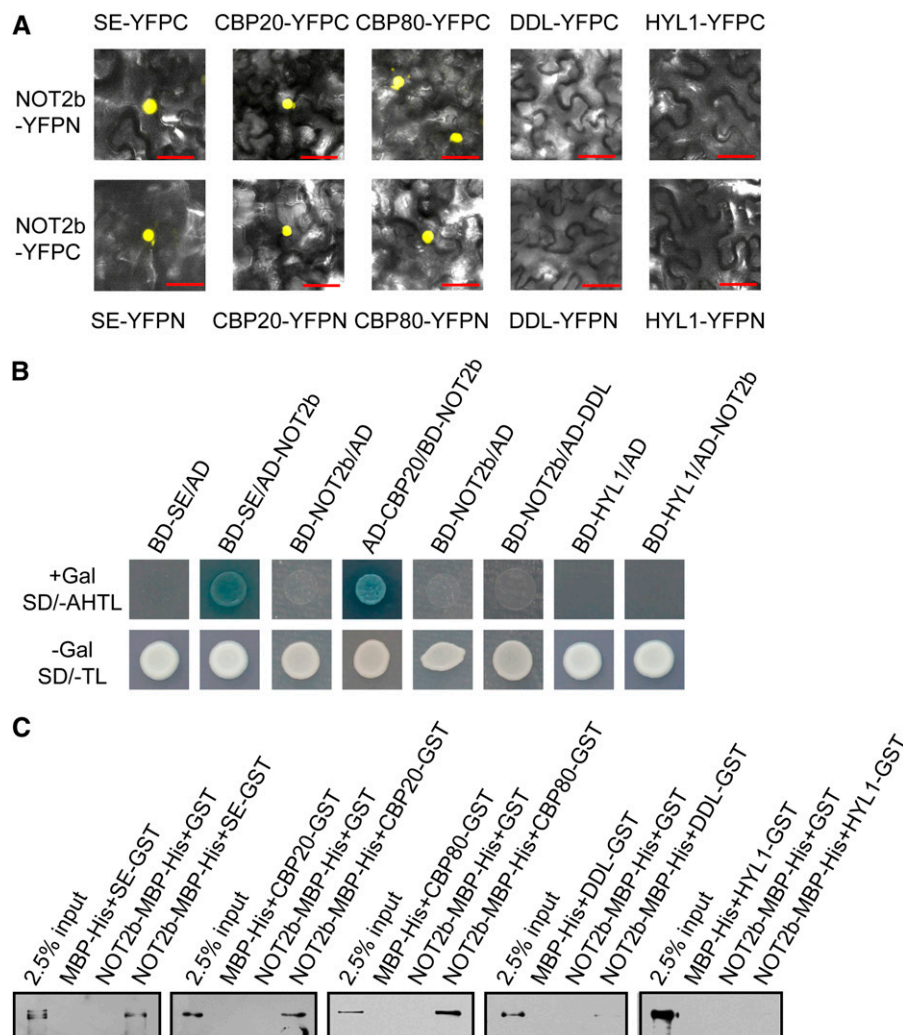 A
SE-YFPC CBP20-YFPC CBP80-YFPC DDL-YFPC HYL1-YFPC
NOT2b
-YFPN
NOT2b
-YFPC
SE-YFPN CBP20-YFPN CBP80-YFPN DDL-YFPN HYL1-YFPN
B
BD-SE/AD
BD-SE/AD-NOT2b
BD-NOT2b/AD
AD-CBP20/BD-NOT2b
BD-NOT2b/AD
BD-NOT2b/AD-DDL
BD-HYL1/AD
BD-HYL1/AD-NOT2b
+Gal
SD/-AHTL
-Gal
SD/-TL
C
2.5% input
MBP-His+SE-GST
NOT2b-MBP-His+GST
NOT2b-MBP-His+SE-GST
2.5% input
MBP-His+CBP20-GST
NOT2b-MBP-His+GST
NOT2b-MBP-His+CBP20-GST
2.5% input
MBP-His+CBP80-GST
NOT2b-MBP-His+GST
NOT2b-MBP-His+CBP80-GST
2.5% input
MBP-His+DDL-GST
NOT2b-MBP-His+GST
NOT2b-MBP-His+DDL-GST
2.5% input
MBP-His+HYL1-GST
NOT2b-MBP-His+GST
NOT2b-MBP-His+HYL1-GST